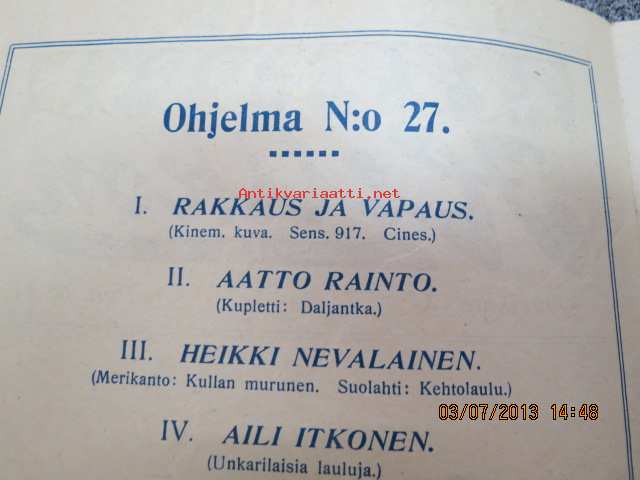 Ohjelma N:o 27.
Antikvariaatti.net
I. RAKKAUS JA VAPAUS.
(Kinem. kuva. Sens. 917. Cines.)
II. AATTO RAINTO.
(Kupletti: Daljantka.)
III. HEIKKI NEVALAINEN.
(Merikanto: Kullan murunen. Suolahti: Kehtolaulu.)
03/07/2013 14:48
IV. AILI ITKONEN.
(Unkarilaisia lauluja.)